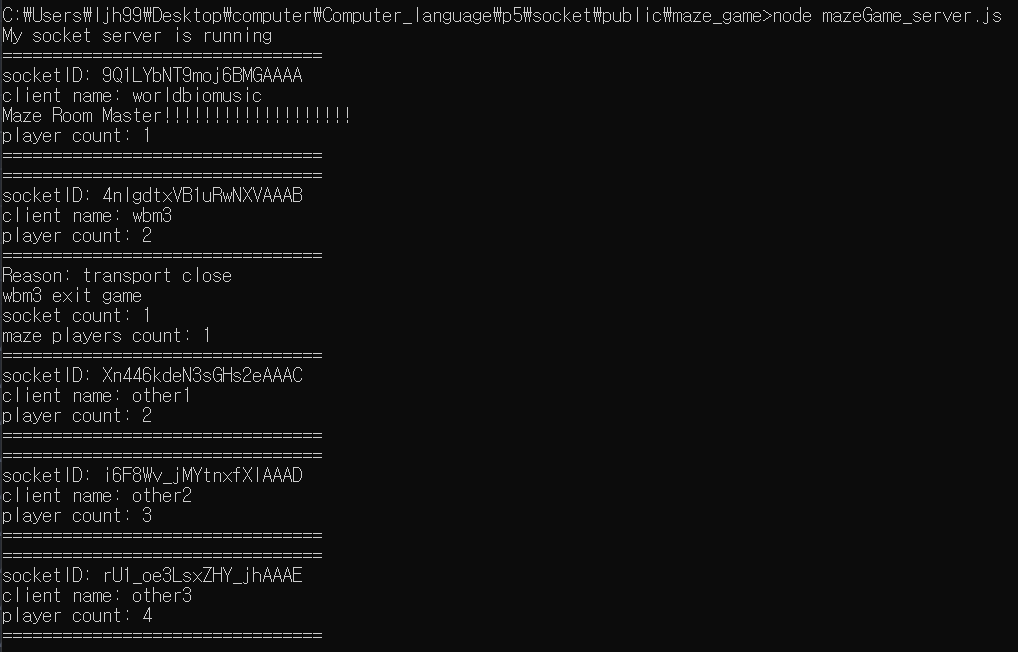 C:₩Users₩ljh99₩Desktop₩computer₩Computer_language₩p5₩socket₩public₩maze_game>node mazeGame_server.js
My socket server is running
================================
socketID: 9Q1LYbNT9moj6BMGAAAA
client name: worldbiomusic
Maze Room Master!!!!!!!!!!!!!!!!!!!
player count: 1
================================
================================
socketID: 4nIgdtxVB1uRwNXVAAAB
client name: wbm3
player count: 2
================================
Reason: transport close
wbm3 exit game
socket count: 1
maze players count: 1
================================
socketID: Xn446kdeN3sGHs2eAAAC
client name: other1
player count: 2
================================
================================
socketID: i6F8Wv_jMYtnxfXlAAAD
client name: other2
player count: 3
================================
================================
socketID: rU1_oe3LsxZHY_jhAAAE
client name: other3
player count: 4
================================